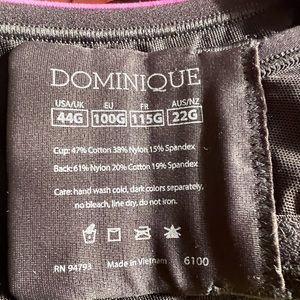 DOMINIQUE
USA/UK EU FR AUS/NZ
44G 100G 115G 22G
Cup: 47% Cotton 38% Nylon 15% Spandex
Back: 61% Nylon 20% Cotton 19% Spandex
Care: hand wash cold, dark colors separately,
no bleach, line dry, do not iron.
RN 94793 Made in Vietnam 6100